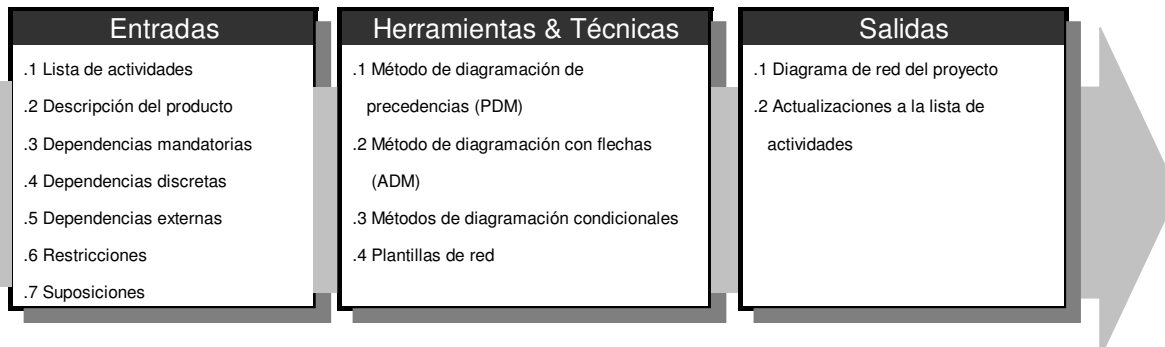 Entradas
.1 Lista de actividades
.2 Descripción del producto
.3 Dependencias mandatorias
.4 Dependencias discretas
.5 Dependencias externas
.6 Restricciones
.7 Suposiciones
Herramientas & Técnicas
.1 Método de diagramación de
precedencias (PDM)
.2 Método de diagramación con flechas
(ADM)
.3 Métodos de diagramación condicionales
.4 Plantillas de red
Salidas
.1 Diagrama de red del proyecto
.2 Actualizaciones a la lista de
actividades